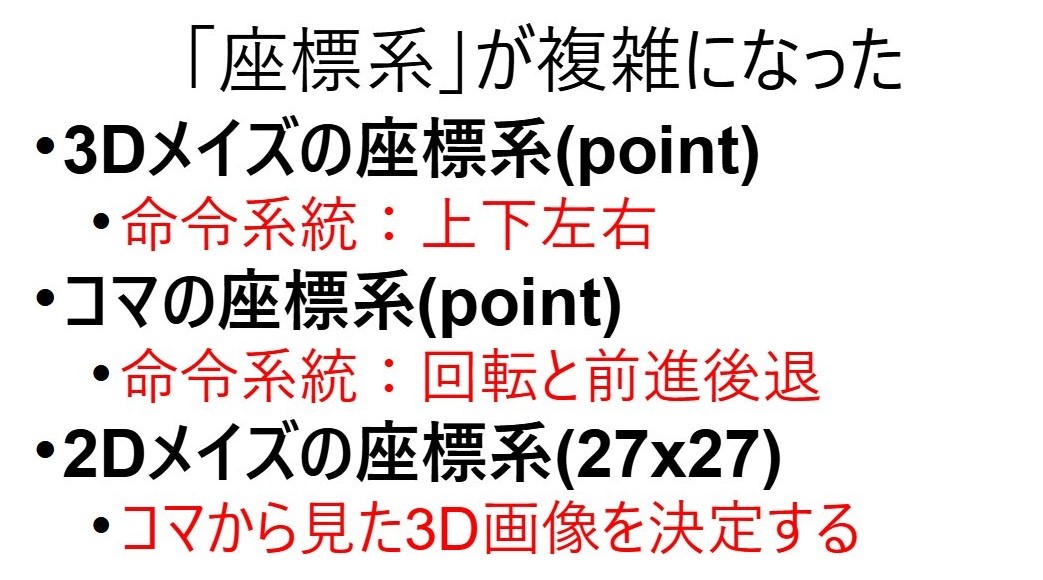 「座標系」が複雑になった
•3Dメイズの座標系(point)
•命令系統：上下左右
•コマの座標系(point)
•命令系統：回転と前進後退
•2Dメイズの座標系(27x27)
•コマから見た3D画像を決定する